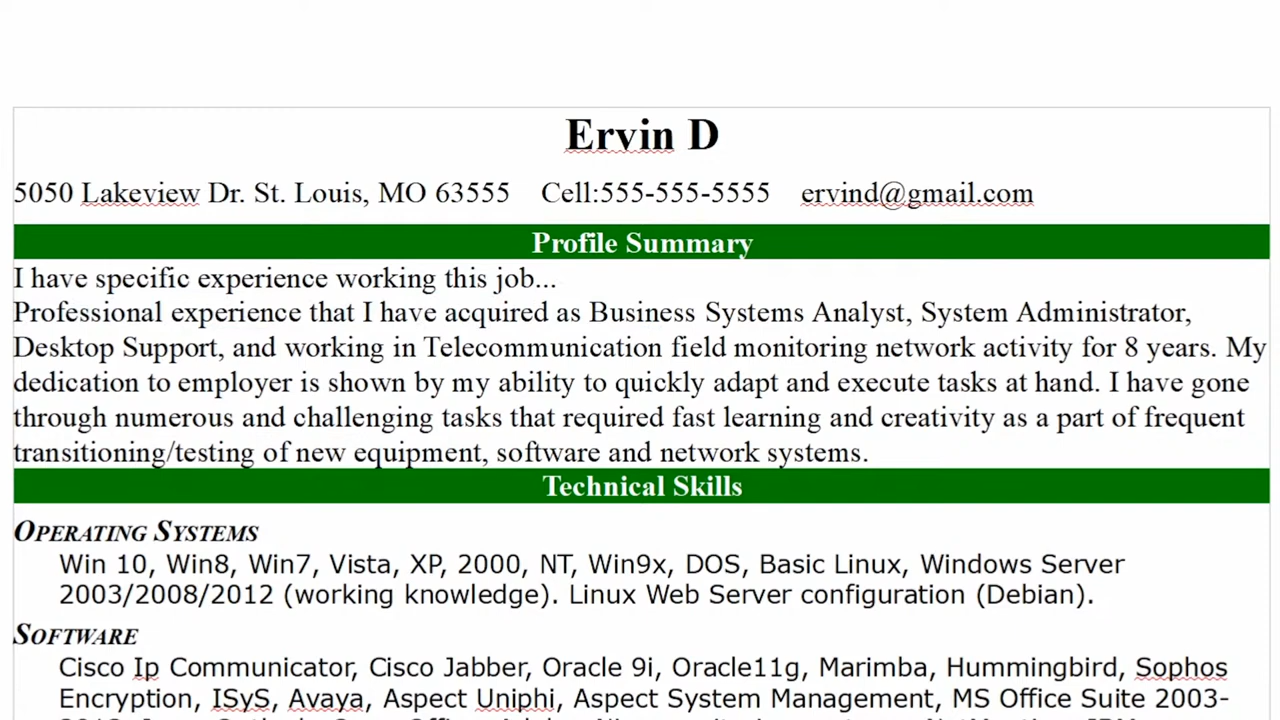 Ervin D
5050 Lakeview Dr. St. Louis, MO 63555 Cell:555-555-5555 ervind@gmail.com
Profile Summary
I have specific experience working this job...
Professional experience that I have acquired as Business Systems Analyst, System Administrator,
Desktop Support, and working in Telecommunication field monitoring network activity for 8 years. My
dedication to employer is shown by my ability to quickly adapt and execute tasks at hand. I have gone
through numerous and challenging tasks that required fast learning and creativity as a part of frequent
transitioning/testing of new equipment, software and network systems.
Technical Skills
OPERATING SYSTEMS
Win 10, Win8, Win7, Vista, XP, 2000, NT, Win9x, DOS, Basic Linux, Windows Server
2003/2008/2012 (working knowledge). Linux Web Server configuration (Debian).
SOFTWARE
Cisco Ip Communicator, Cisco Jabber, Oracle 9i, Oracle11g, Marimba, Hummingbird, Sophos
Encryption, ISyS, Avaya, Aspect Uniphi, Aspect System Management, MS Office Suite 2003-